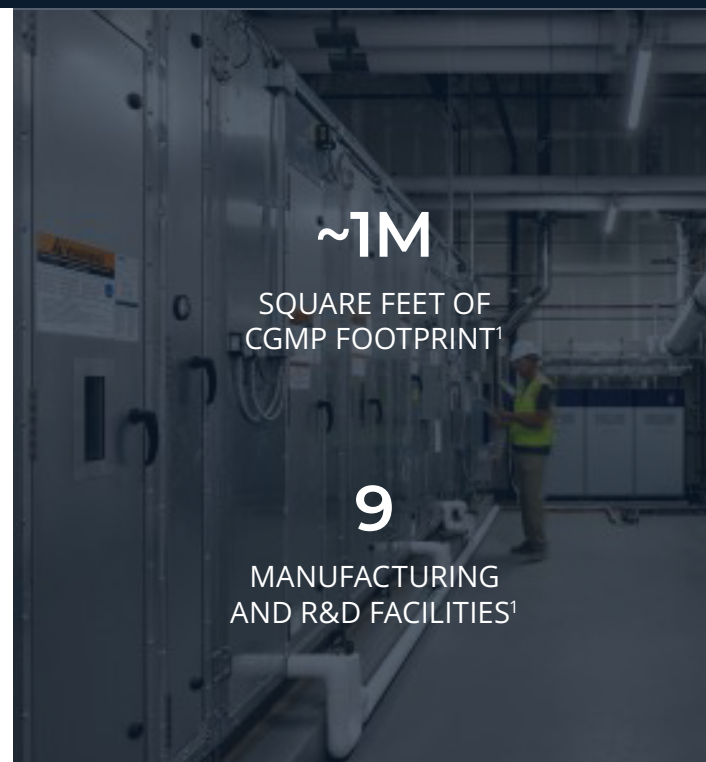 ~1M
SQUARE FEET OF
CGMP FOOTPRINT¹
9
MANUFACTURING
AND R&D FACILITIES¹